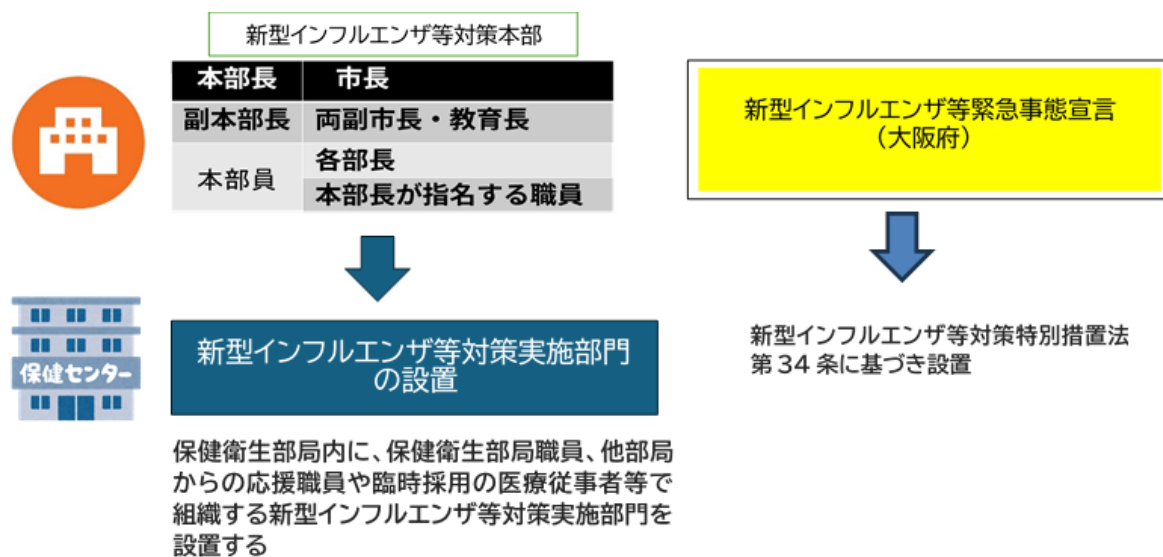 新型インフルエンザ等対策本部
本部長 市長
副本部長 両副市長・教育長
本部員 各部長
本部長が指名する職員
新型インフルエンザ等緊急事態宣言
（大阪府）
保健センター
新型インフルエンザ等対策実施部門
の設置
新型インフルエンザ等対策特別措置法
第 34 条に基づき設置
保健衛生部局内に、保健衛生部局職員、他部局
からの応援職員や臨時採用の医療従事者等で
組織する新型インフルエンザ等対策実施部門を
設置する